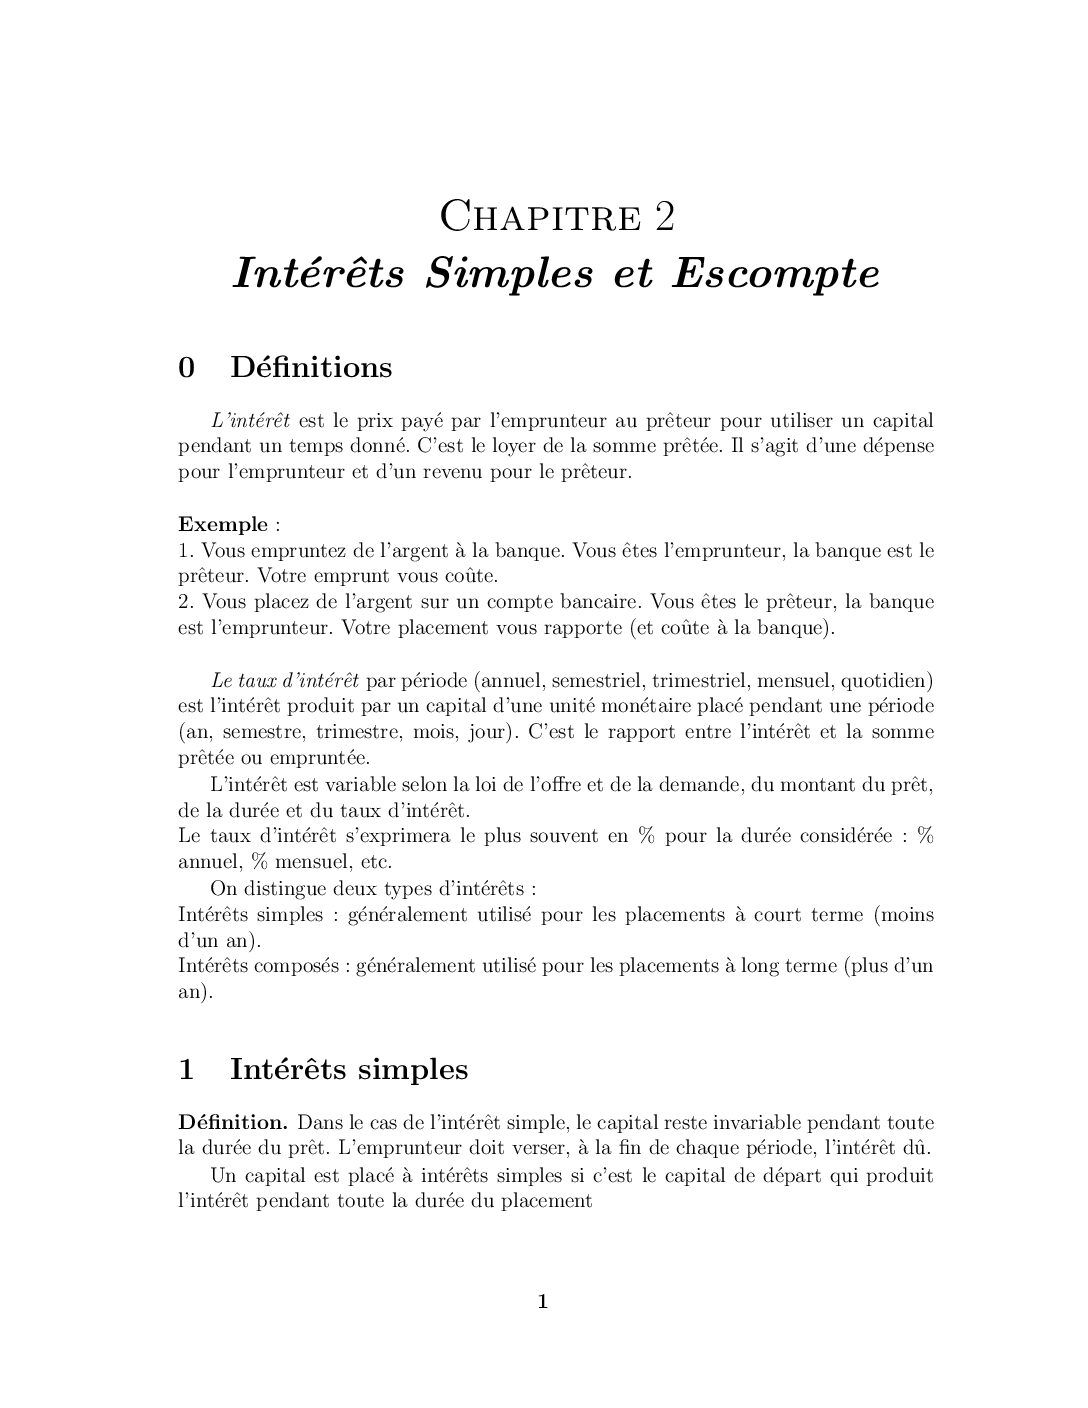 Chapitre 2
Intérêts Simples et Escompte
0 Définitions
L'intérêt est le prix payé par l'emprunteur au prêteur pour utiliser un capital
pendant un temps donné. C'est le loyer de la somme prêtée. Il s'agit d'une dépense
pour l'emprunteur et d'un revenu pour le prêteur.
Exemple :
1. Vous empruntez de l'argent à la banque. Vous êtes l'emprunteur, la banque est le
prêteur. Votre emprunt vous coûte.
2. Vous placez de l'argent sur un compte bancaire. Vous êtes le prêteur, la banque
est l'emprunteur. Votre placement vous rapporte (et coûte à la banque).
Le taux d'intérêt par période (annuel, semestriel, trimestriel, mensuel, quotidien)
est l'intérêt produit par un capital d'une unité monétaire placé pendant une période
(an, semestre, trimestre, mois, jour). C'est le rapport entre l'intérêt et la somme
prêtée ou empruntée.
L'intérêt est variable selon la loi de l'offre et de la demande, du montant du prêt,
de la durée et du taux d'intérêt.
Le taux d'intérêt s'exprimera le plus souvent en % pour la durée considérée : %
annuel, % mensuel, etc.
On distingue deux types d'intérêts :
Intérêts simples : généralement utilisé pour les placements à court terme (moins
d'un an).
Intérêts composés : généralement utilisé pour les placements à long terme (plus d'un
an).
1 Intérêts simples
Définition. Dans le cas de l'intérêt simple, le capital reste invariable pendant toute
la durée du prêt. L'emprunteur doit verser, à la fin de chaque période, l'intérêt dû.
Un capital est placé à intérêts simples si c'est le capital de départ qui produit
l'intérêt pendant toute la durée du placement
1